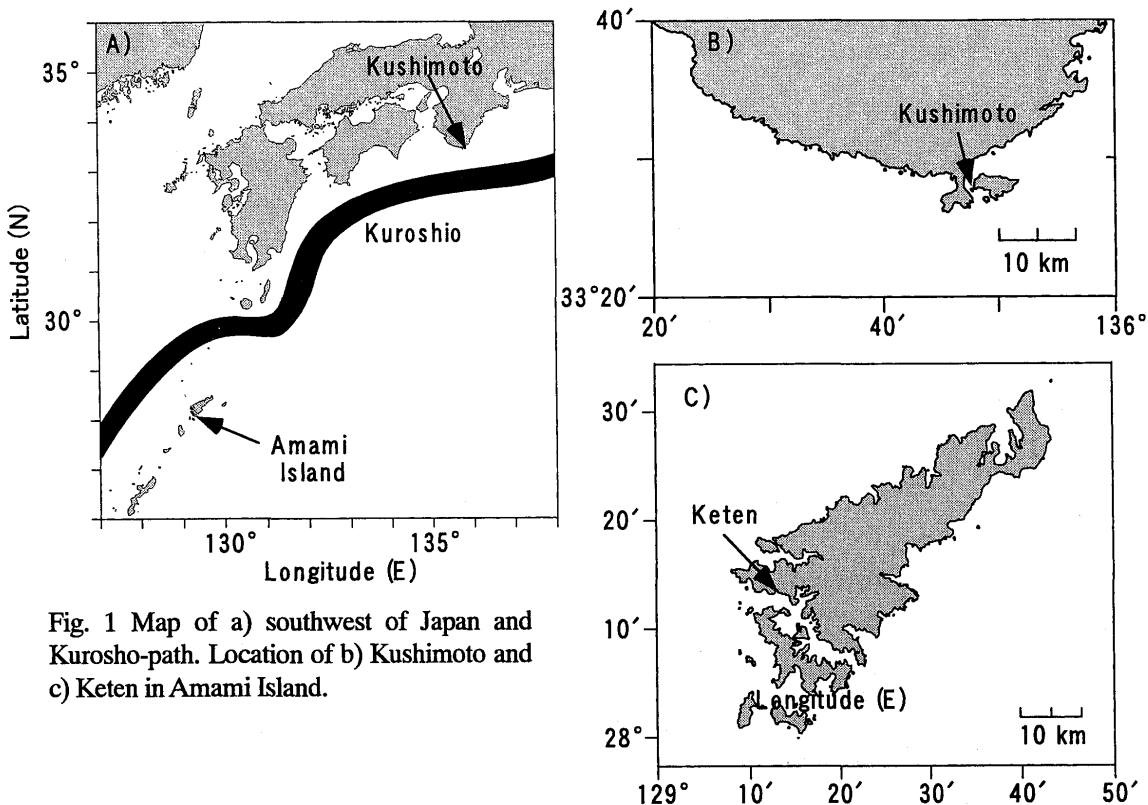 A)
35°
Kushimoto
Latitude (N)
Kuroshio
30°
Amami
Island
130°
135°
Longitude (E)
Fig. 1 Map of a) southwest of Japan and
Kurosho-path. Location of b) Kushimoto and
c) Keten in Amami Island.
40′
B)
Kushimoto
10 km
33°20′
20′
40′
136°
C)
30′
Keten
20′
10′
Longitude (E)
28°
10 km
129°
10′
20′
30′
40′
50′